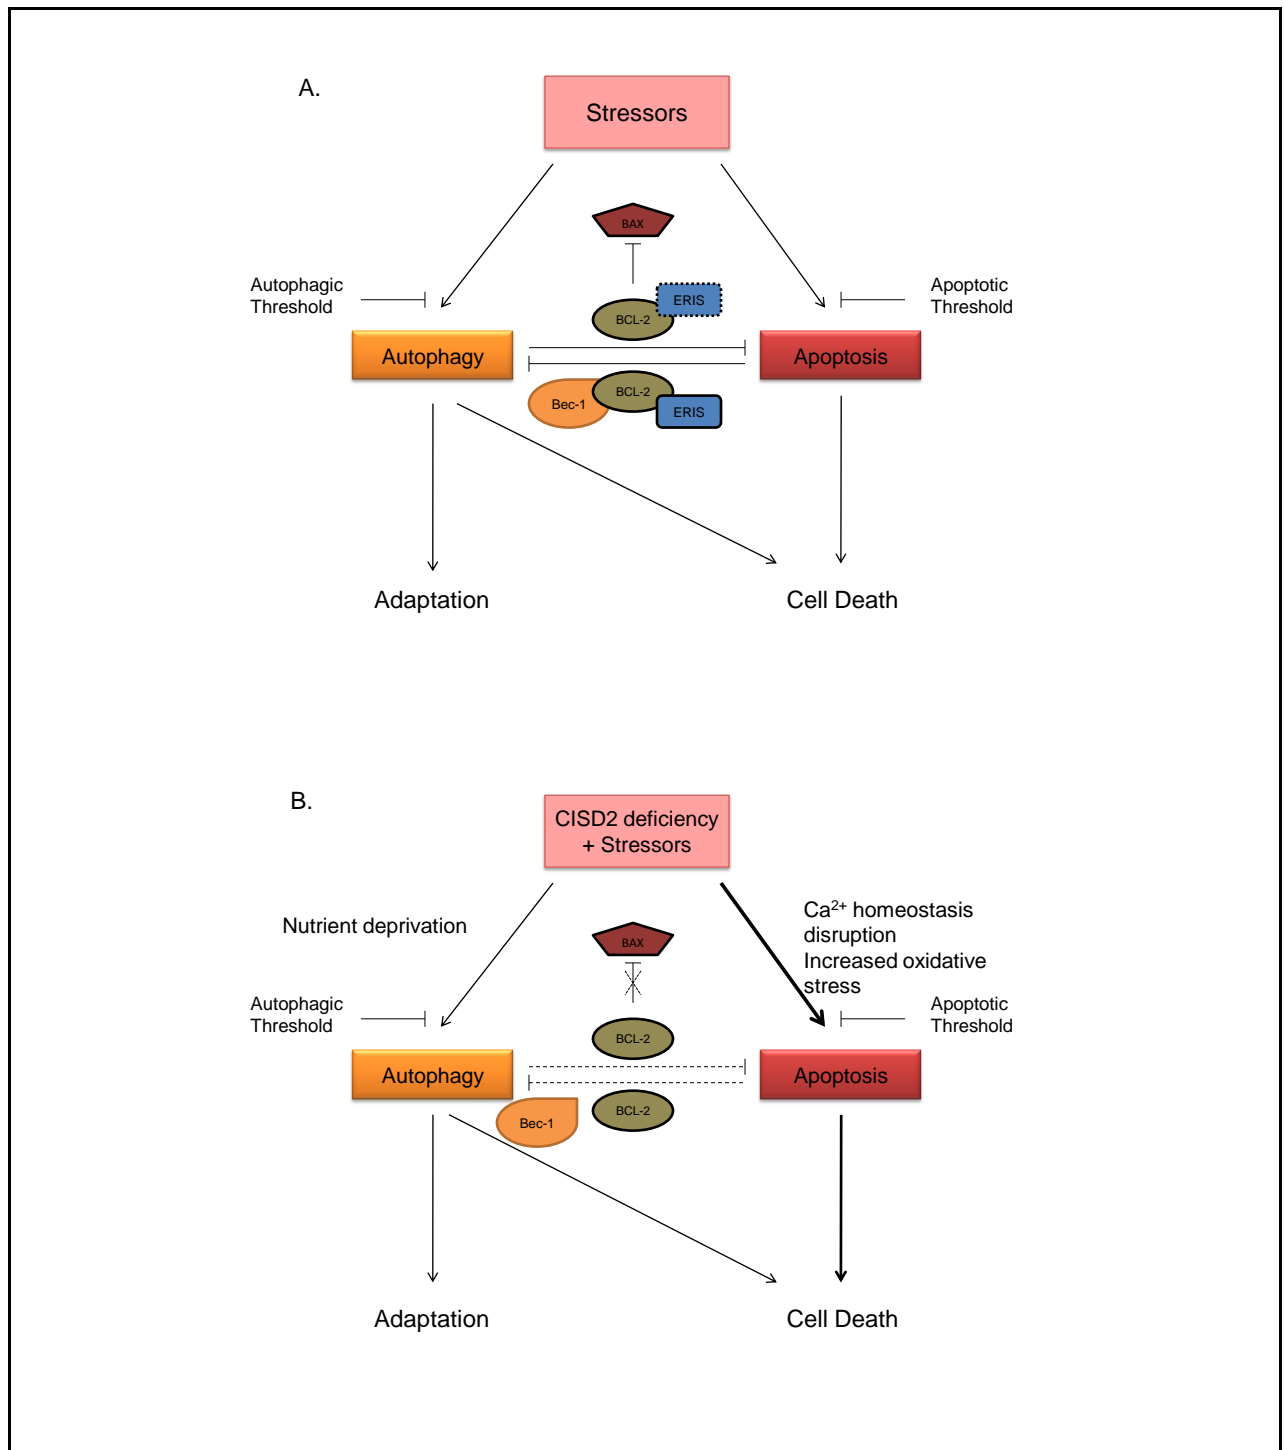 A.
Stressors
BAX
Autophagic
Threshold
Apoptotic
Threshold
ERIS
BCL-2
Autophagy
Apoptosis
Bec-1
BCL-2
ERIS
Adaptation
Cell Death
B.
CISD2 deficiency
+ Stressors
Nutrient deprivation
Ca²⁺ homeostasis
disruption
Increased oxidative
stress
BAX
Autophagic
Threshold
Apoptotic
Threshold
BCL-2
Autophagy
Apoptosis
Bec-1
BCL-2
Adaptation
Cell Death